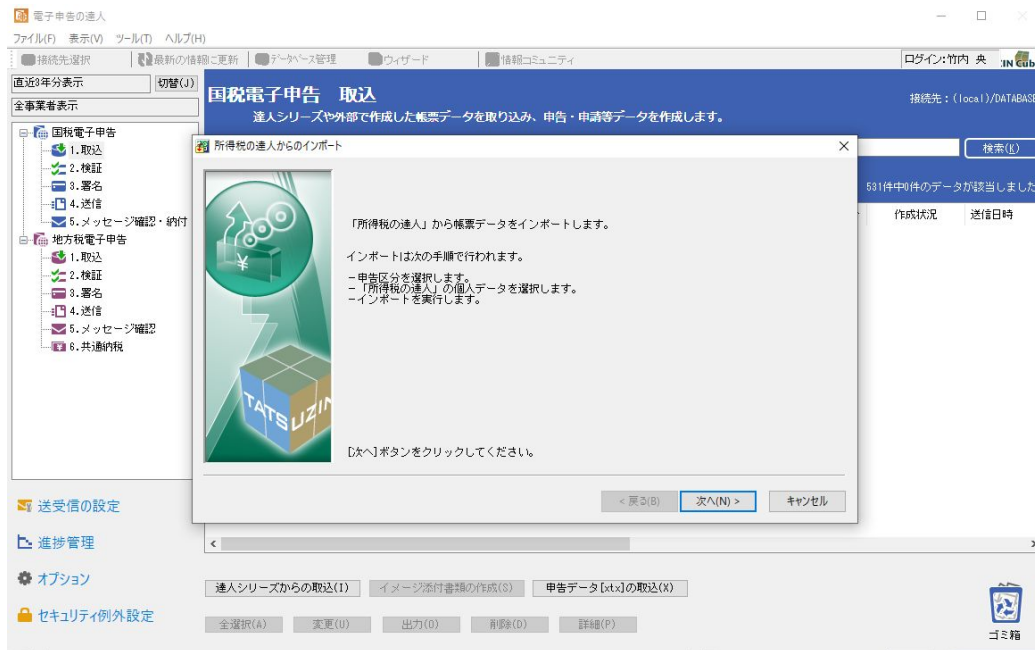 電子申告の達人
ファイル(F) 表示(V) ツール(T) ヘルプ(H)
接続先選択 最新の情報に更新 データベース管理 ウィザード 情報コミュニティ ログイン:竹内 央
直近3年分表示 切替(J)
全事業者表示
国税電子申告 取込
達人シリーズや外部で作成した帳票データを取り込み、申告・申請等データを作成します。
接続先:(local)/DATABASE
国税電子申告
1.取込
2.検証
3.署名
4.送信
5.メッセージ確認・納付
地方税電子申告
1.取込
2.検証
3.署名
4.送信
5.メッセージ確認
6.共通納税
検索(K)
531件中0件のデータが該当しました
作成状況 送信日時
所得税の達人からのインポート
「所得税の達人」から帳票データをインポートします。
インポートは次の手順で行われます。
-申告区分を選択します。
-「所得税の達人」の個人データを選択します。
-インポートを実行します。
TATSUZIN
[次へ]ボタンをクリックしてください。
< 戻る(B) 次へ(N) > キャンセル
送受信の設定
進捗管理
オプション
セキュリティ例外設定
達人シリーズからの取込(I) イメージ添付書類の作成(S) 申告データ[xtx]の取込(X)
全選択(A) 変更(U) 出力(O) 削除(D) 詳細(P)
ゴミ箱